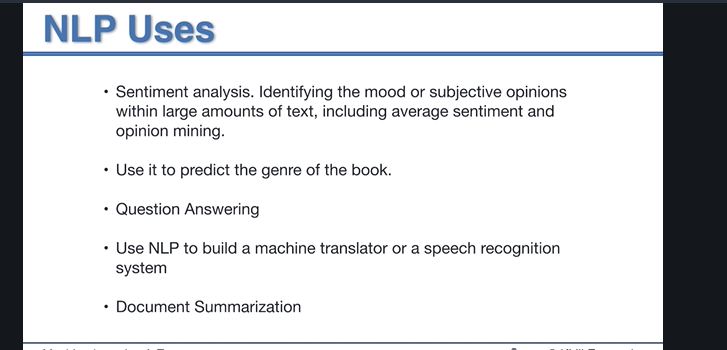 NLP Uses
• Sentiment analysis. Identifying the mood or subjective opinions
within large amounts of text, including average sentiment and
opinion mining.
• Use it to predict the genre of the book.
• Question Answering
• Use NLP to build a machine translator or a speech recognition
system
• Document Summarization